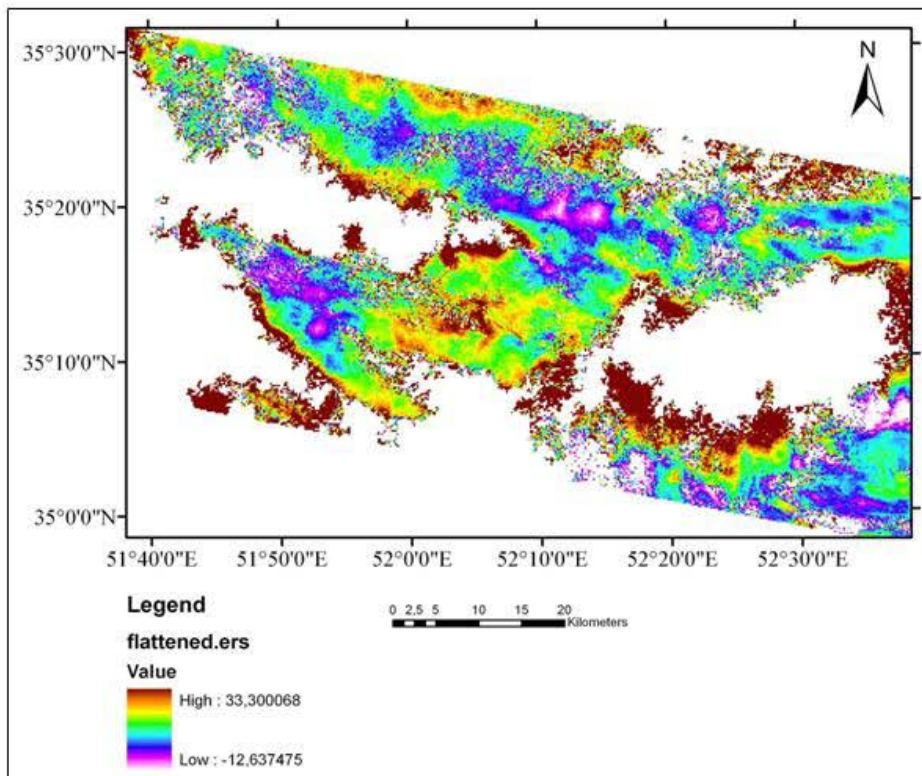 N
35°30'0"N
35°20'0"N
35°10'0"N
35°0'0"N
51°40'0"E 51°50'0"E 52°0'0"E 52°10'0"E 52°20'0"E 52°30'0"E
Legend
0 2,5 5 10 15 20
Kilometers
flattened.ers
Value
High : 33,300068
Low : -12,637475